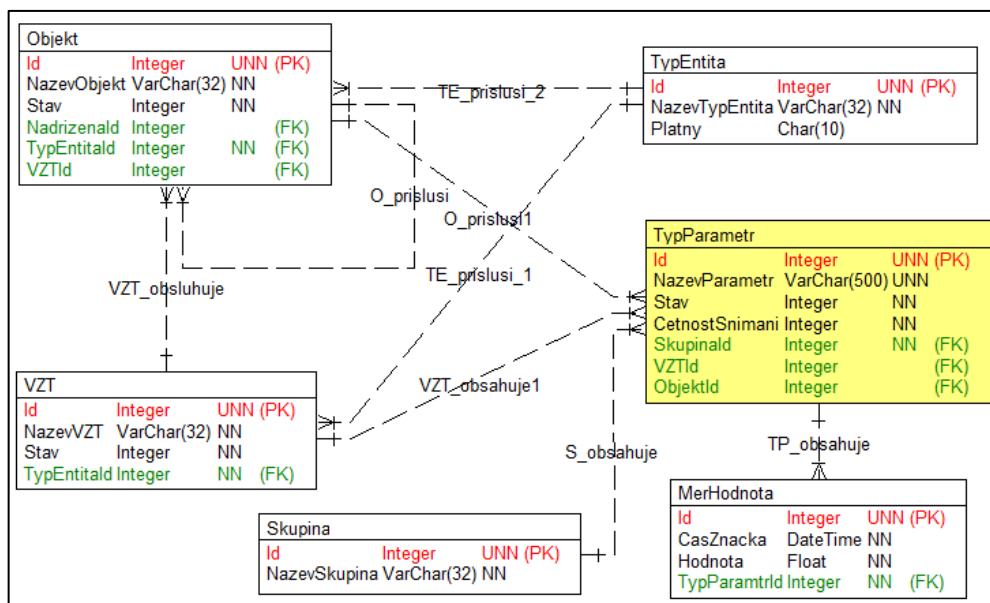 Objekt
Id Integer UNN (PK)
NazevObjekt VarChar(32) NN
Stav Integer NN
NadrizenaId Integer (FK)
TypEntitaId Integer NN (FK)
VZTId Integer (FK)
TE_prislusi_2
TypEntita
Id Integer UNN (PK)
NazevTypEntita VarChar(32) NN
Platny Char(10)
O_prislusi
O_prislusi1
VZT_obsluhuje
TE_prislusi_1
TypParametr
Id Integer UNN (PK)
NazevParametr VarChar(500) UNN
Stav Integer NN
CetnostSnimani Integer NN
SkupinaId Integer NN (FK)
VZTId Integer (FK)
ObjektId Integer (FK)
VZT
Id Integer UNN (PK)
NazevVZT VarChar(32) NN
Stav Integer NN
TypEntitaId Integer NN (FK)
VZT_obsahuje1
S_obsahuje
TP_obsahuje
MerHodnota
Id Integer UNN (PK)
CasZnacka DateTime NN
Hodnota Float NN
TypParamtrId Integer NN (FK)
Skupina
Id Integer UNN (PK)
NazevSkupina VarChar(32) NN